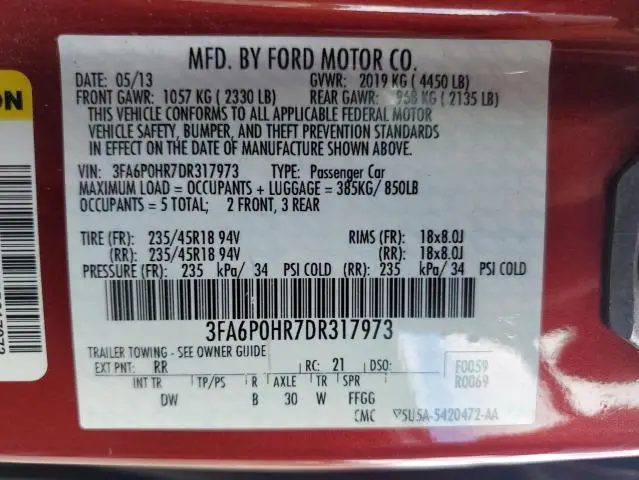 MFD. BY FORD MOTOR CO.
DATE: 05/13 GVWR: 2019 KG ( 4450 LB)
FRONT GAWR: 1057 KG ( 2330 LB) REAR GAWR: 968 KG ( 2135 LB)
THIS VEHICLE CONFORMS TO ALL APPLICABLE FEDERAL MOTOR
VEHICLE SAFETY, BUMPER, AND THEFT PREVENTION STANDARDS
IN EFFECT ON THE DATE OF MANUFACTURE SHOWN ABOVE.
VIN: 3FA6P0HR7DR317973 TYPE: Passenger Car
MAXIMUM LOAD = OCCUPANTS + LUGGAGE = 385KG/ 850LB
OCCUPANTS = 5 TOTAL; 2 FRONT, 3 REAR
TIRE (FR): 235/45R18 94V RIMS (FR): 18x8.0J
(RR): 235/45R18 94V (RR): 18x8.0J
PRESSURE (FR): 235 kPa/ 34 PSI COLD (RR): 235 kPa/ 34 PSI COLD
3FA6P0HR7DR317973
TRAILER TOWING - SEE OWNER GUIDE
EXT PNT: RR RC: 21 DSO: F0059
R0069
INT TR TP/PS R AXLE TR SPR
DW B 30 W FFGG
CMC 5U5A-5420472-AA